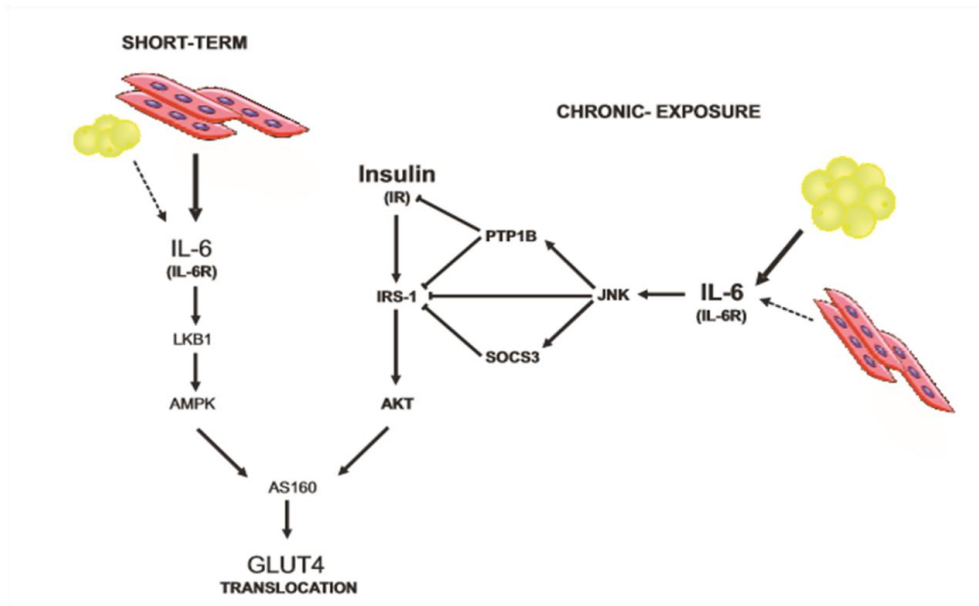 SHORT-TERM
CHRONIC- EXPOSURE
Insulin
(IR)
PTP1B
IL-6
(IL-6R)
IRS-1
JNK
IL-6
(IL-6R)
LKB1
SOCS3
AMPK
AKT
AS160
GLUT4
TRANSLOCATION